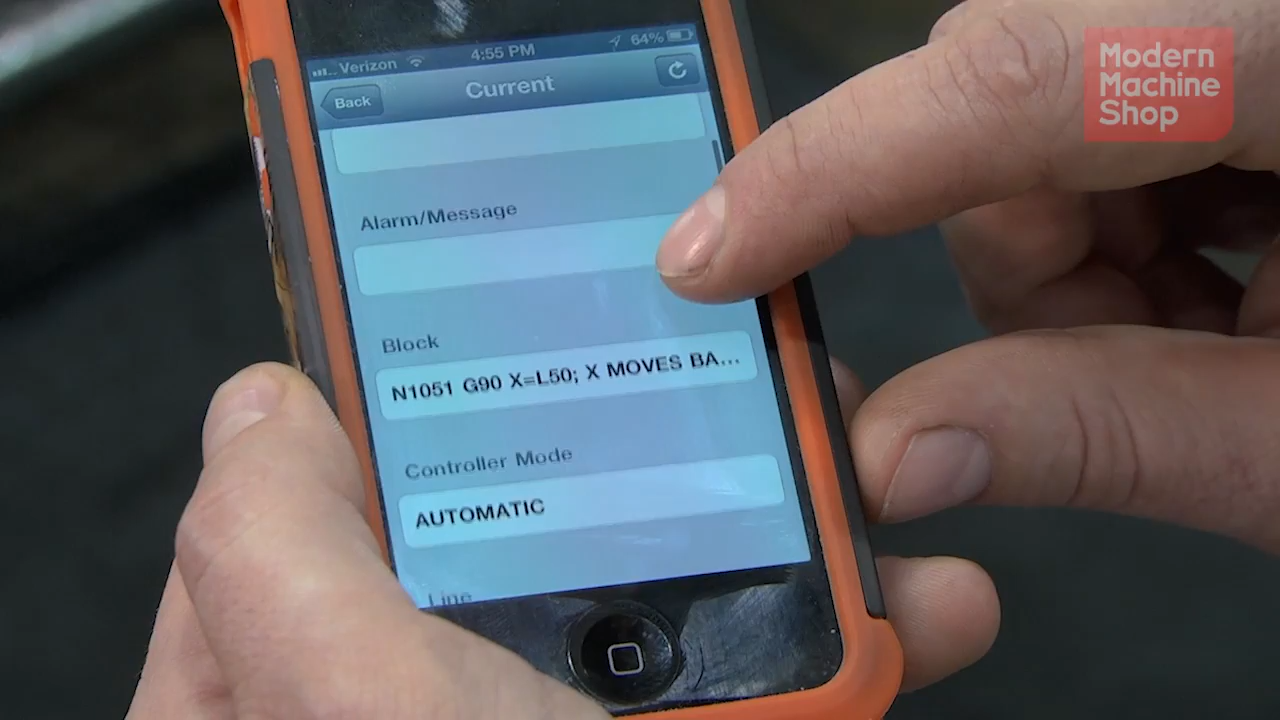 Modern
Machine
Shop
Verizon 4:55 PM 64%
Back Current
Alarm/Message
Block
N1051 G90 X=L50; X MOVES BA...
Controller Mode
AUTOMATIC
Line